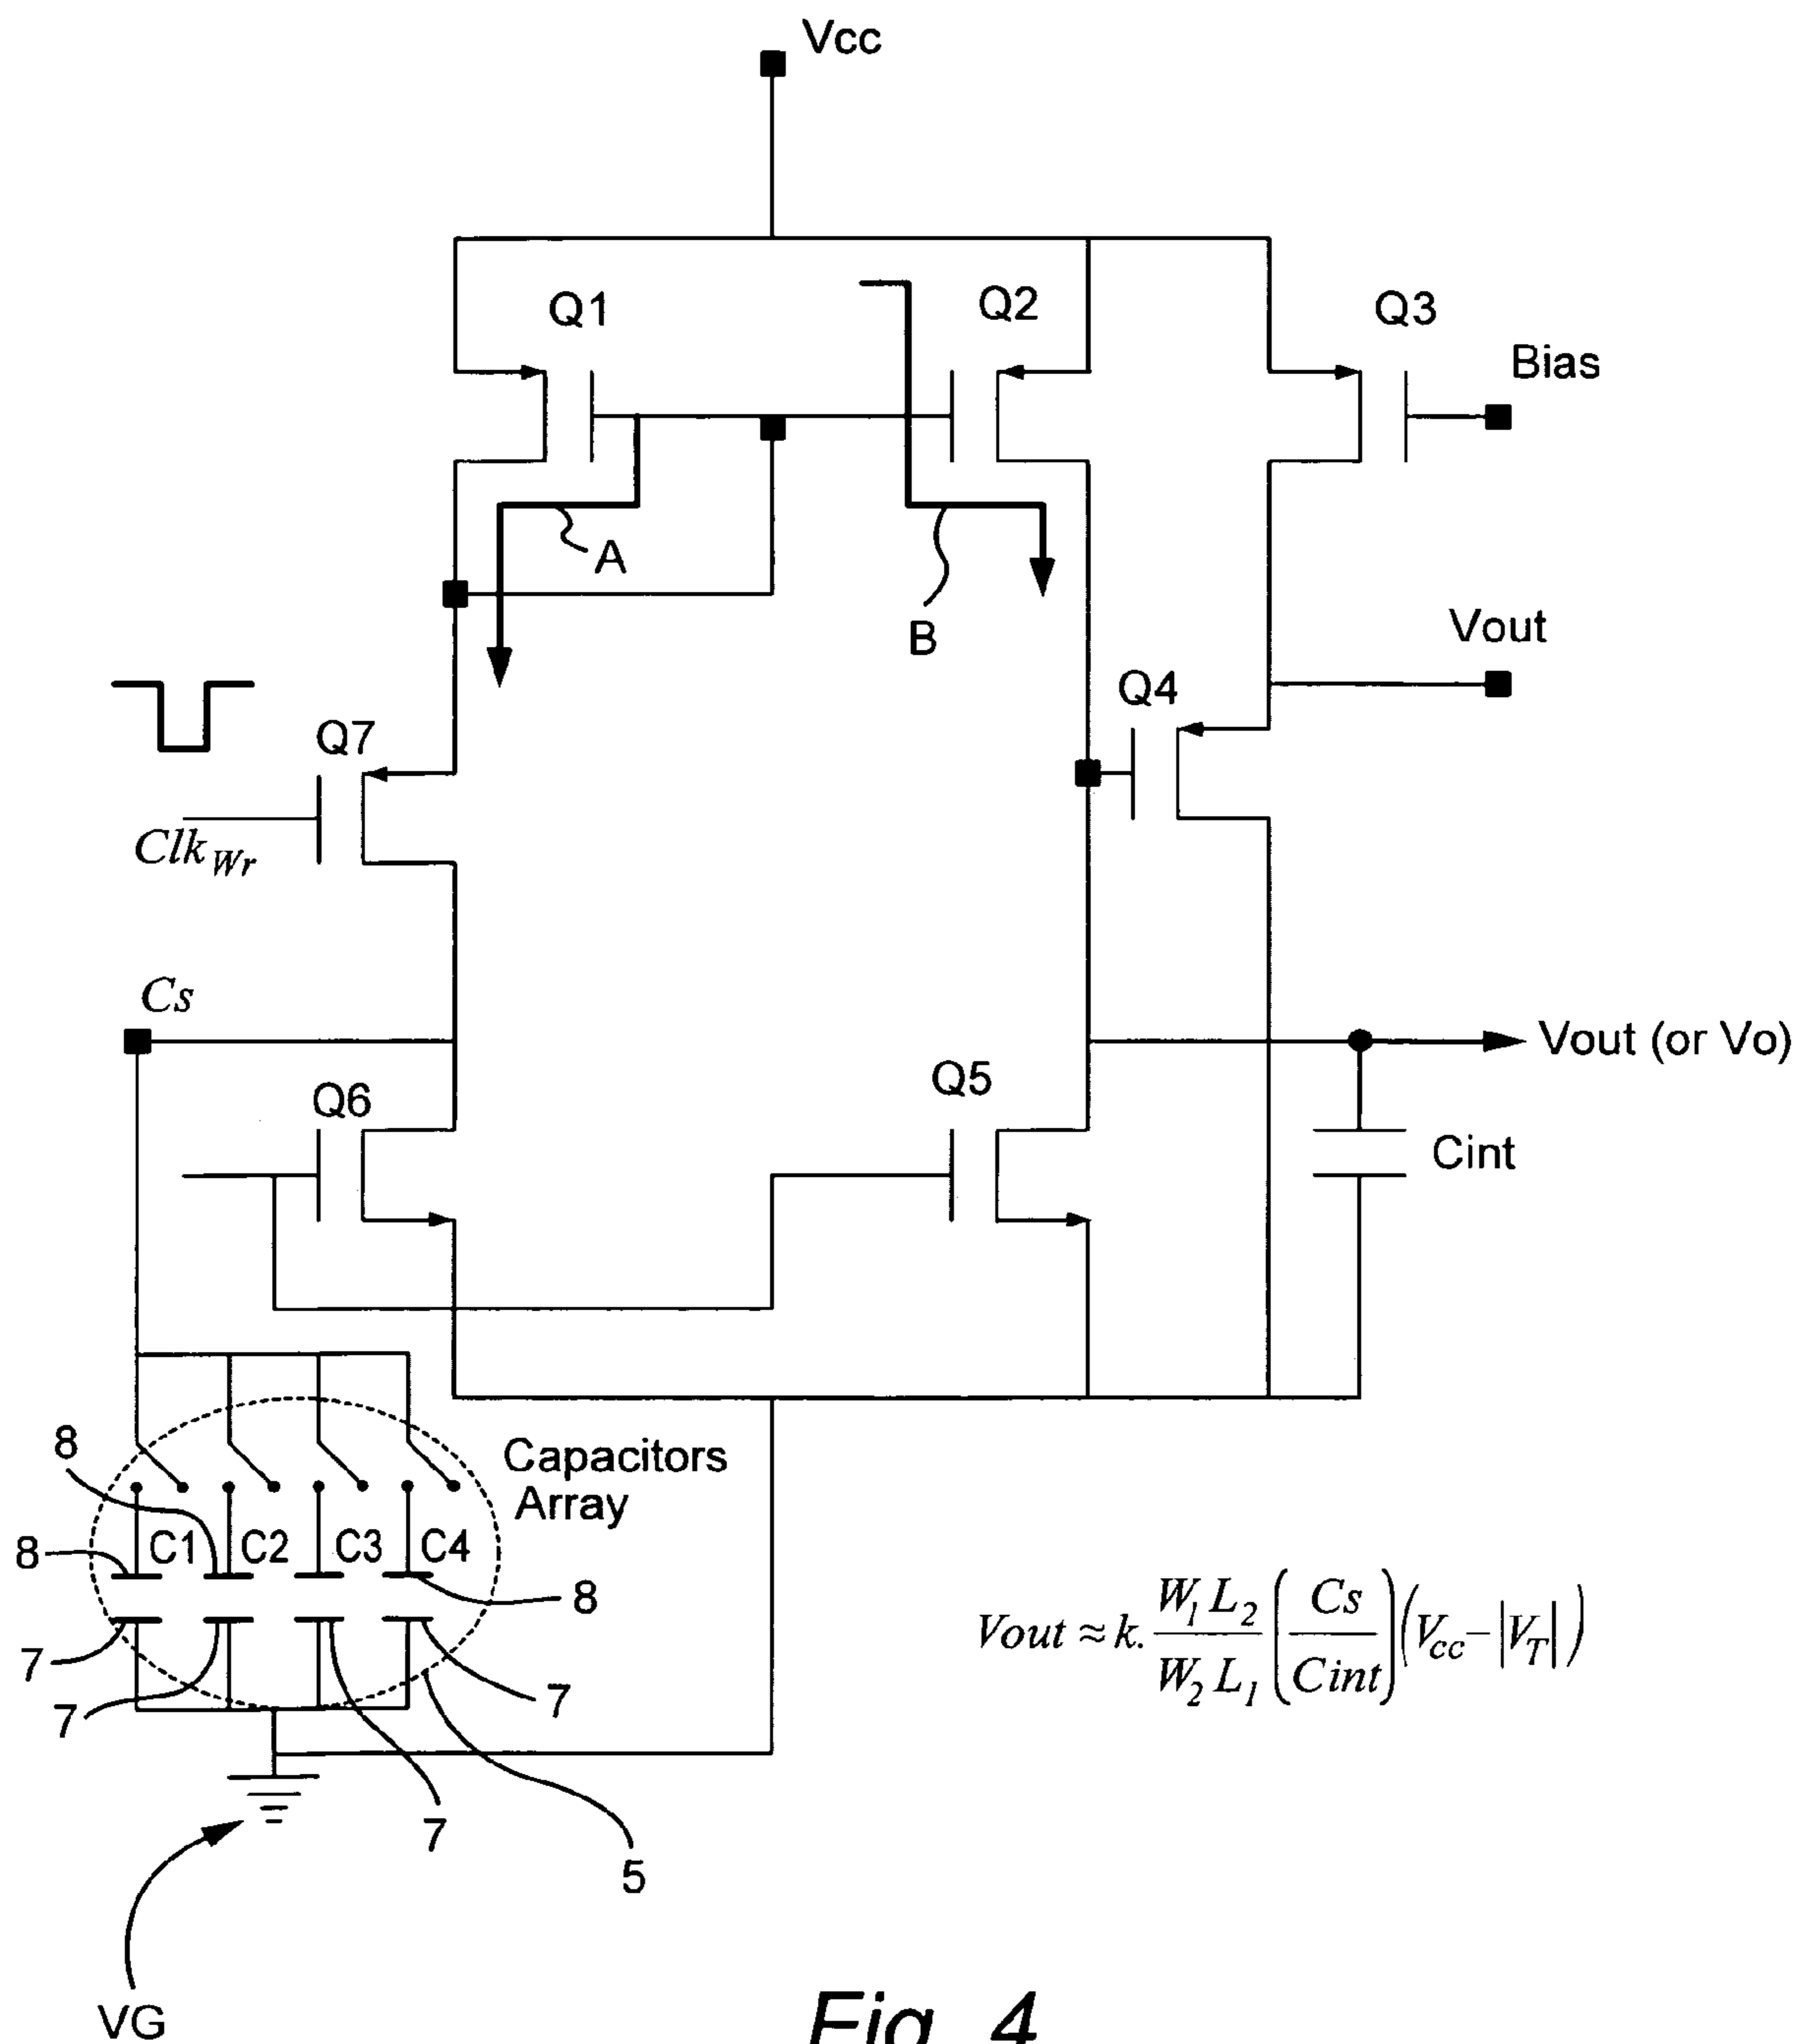 Vcc
Q1
Q2
Q3
Bias
A
B
Vout
Q4
Q7
Clk Wr
Cs
Vout (or Vo)
Q6
Q5
Cint
8
Capacitors
Array
8
C1
C2
C3
C4
8
7
7
7
7
5
Vout ≈ k. W1 L2 / W2 L1 (Cs / Cint) (Vcc – |VT|)
VG
Fig. 4